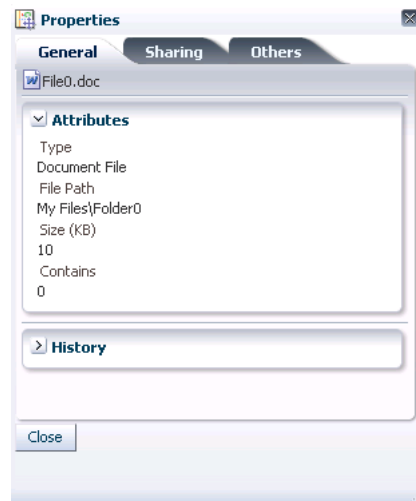 Properties
General Sharing Others
File0.doc
Attributes
Type
Document File
File Path
My Files\Folder0
Size (KB)
10
Contains
0
History
Close